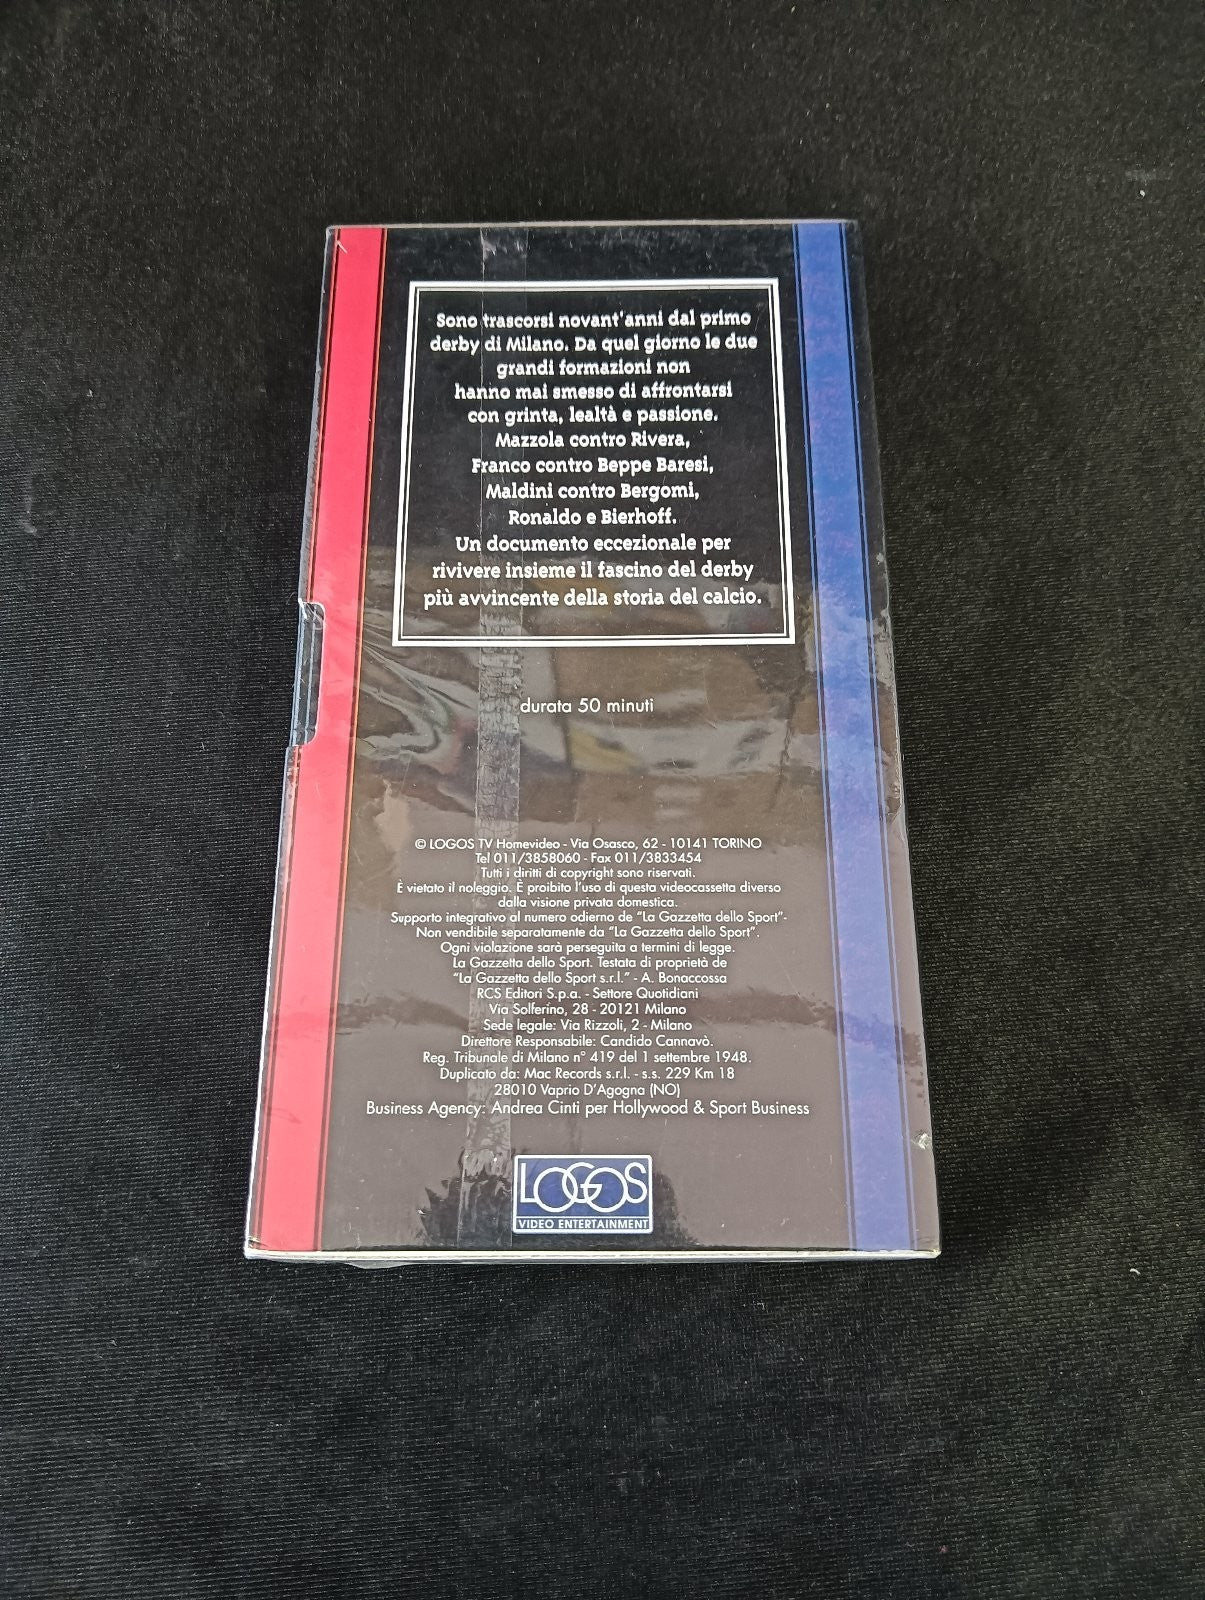 Sono trascorsi novant'anni dal primo
derby di Milano. Da quel giorno le due
grandi formazioni non
hanno mai smesso di affrontarsi
con grinta, lealtà e passione.
Mazzola contro Rivera,
Franco contro Beppe Baresi,
Maldini contro Bergomi,
Ronaldo e Bierhoff.
Un documento eccezionale per
rivivere insieme il fascino del derby
più avvincente della storia del calcio.
durata 50 minuti
© LOGOS TV Homevideo - Via Osasco, 62 - 10141 TORINO
Tel 011/3858060 - Fax 011/3833454
Tutti i diritti di copyright sono riservati.
È vietato il noleggio. È proibito l'uso di questa videocassetta diverso
dalla visione privata domestica.
Supporto integrativo al numero odierno de "La Gazzetta dello Sport"-
Non vendibile separatamente da "La Gazzetta dello Sport".
Ogni violazione sarà perseguita a termini di legge.
La Gazzetta dello Sport. Testata di proprietà de
"La Gazzetta dello Sport s.r.l." - A. Bonaccossa
RCS Editori S.p.a. - Settore Quotidiani
Via Solferino, 28 - 20121 Milano
Sede legale: Via Rizzoli, 2 - Milano
Direttore Responsabile: Candido Cannavò.
Reg. Tribunale di Milano n° 419 del 1 settembre 1948.
Duplicato da: Mac Records s.r.l. - s.s. 229 Km 18
28010 Vaprio D'Agogna (NO)
Business Agency: Andrea Cinti per Hollywood & Sport Business
LOGOS
VIDEO ENTERTAINMENT